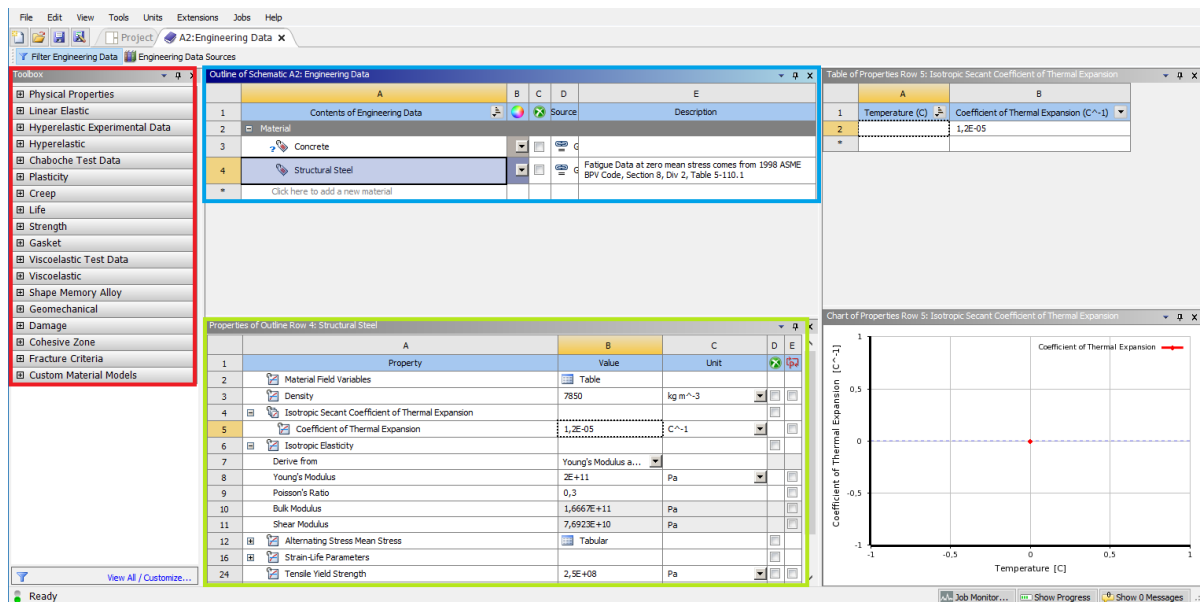 File Edit View Tools Units Extensions Jobs Help
Project A2:Engineering Data
Filter Engineering Data Engineering Data Sources
Toolbox
Physical Properties
Linear Elastic
Hyperelastic Experimental Data
Hyperelastic
Chaboche Test Data
Plasticity
Creep
Life
Strength
Gasket
Viscoelastic Test Data
Viscoelastic
Shape Memory Alloy
Geomechanical
Damage
Cohesive Zone
Fracture Criteria
Custom Material Models
View All / Customize...
Outline of Schematic A2: Engineering Data
A B C D E
1 Contents of Engineering Data Source Description
2 Material
3 ? Concrete
4 Structural Steel Fatigue Data at zero mean stress comes from 1998 ASME
BPV Code, Section 8, Div 2, Table 5-110.1
* Click here to add a new material
Properties of Outline Row 4: Structural Steel
A B C D E
1 Property Value Unit
2 Material Field Variables Table
3 Density 7850 kg m^-3
4 Isotropic Secant Coefficient of Thermal Expansion
5 Coefficient of Thermal Expansion 1,2E-05 C^-1
6 Isotropic Elasticity
7 Derive from Young's Modulus a...
8 Young's Modulus 2E+11 Pa
9 Poisson's Ratio 0,3
10 Bulk Modulus 1,6667E+11 Pa
11 Shear Modulus 7,6923E+10 Pa
12 Alternating Stress Mean Stress Tabular
16 Strain-Life Parameters
24 Tensile Yield Strength 2,5E+08 Pa
Table of Properties Row 5: Isotropic Secant Coefficient of Thermal Expansion
A B
1 Temperature (C) Coefficient of Thermal Expansion (C^-1)
2 1,2E-05
*
Chart of Properties Row 5: Isotropic Secant Coefficient of Thermal Expansion
Coefficient of Thermal Expansion
Coefficient of Thermal Expansion [C^-1]
1
0,5
0
-0,5
-1
-1 -0,5 0 0,5 1
Temperature [C]
Ready
Job Monitor... Show Progress Show 0 Messages